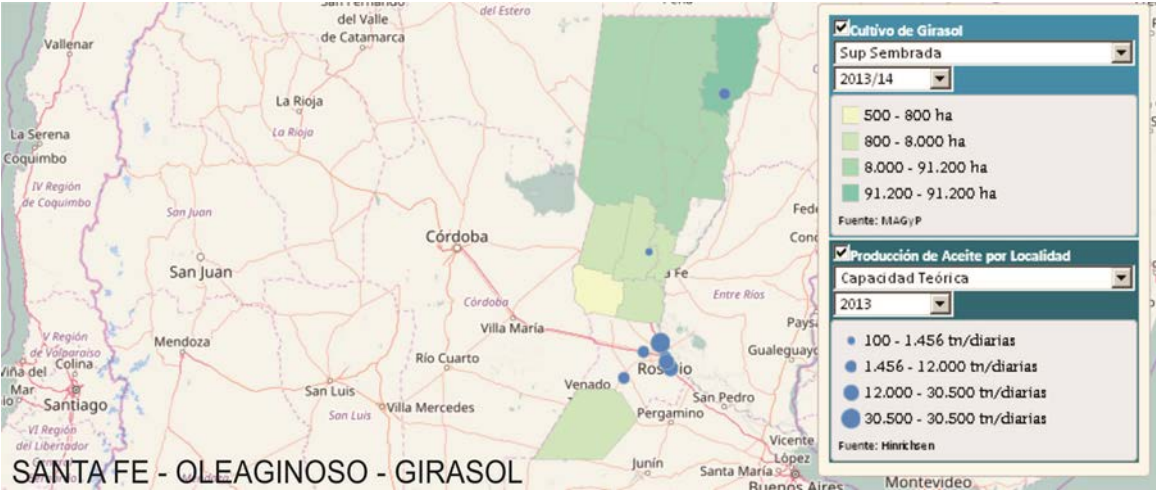 del Estero
del Valle
de Catamarca
Vallenar
La Rioja
La Rioja
La Serena
Coquimbo
IV Región
de Coquimbo
San Juan
Córdoba
San Juan
Córdoba
Entre Ríos
Villa María
Mendoza
V Región
de Valparaíso
Viña del
Mar
Colina
Santiago
Río Cuarto
San Luis
San Luis
Villa Mercedes
Venado
San Pedro
Pergamino
VI Región
del Libertador
Junín
Vicente
López
Santa María
Buenos Aires
Montevideo
SANTA FE - OLEAGINOSO - GIRASOL
Cultivo de Girasol
Sup Sembrada
2013/14
500 - 800 ha
800 - 8.000 ha
8.000 - 91.200 ha
91.200 - 91.200 ha
Fuente: MAGyP
Producción de Aceite por Localidad
Capacidad Teórica
2013
100 - 1.456 tn/diarias
1.456 - 12.000 tn/diarias
12.000 - 30.500 tn/diarias
30.500 - 30.500 tn/diarias
Fuente: Hinrichsen